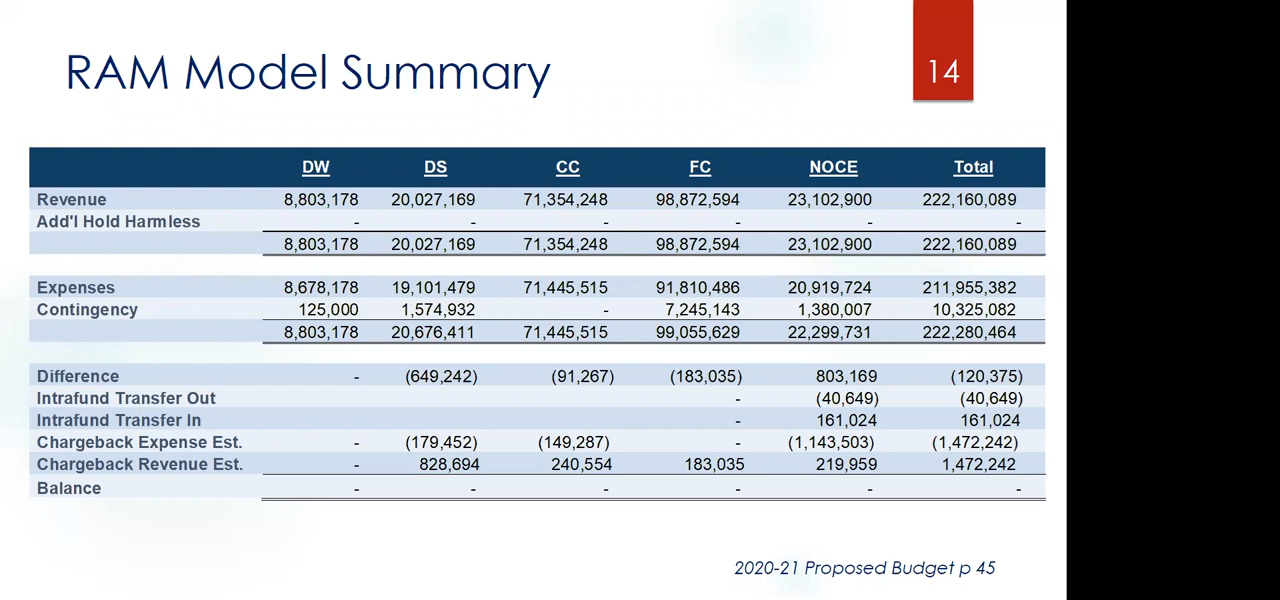 RAM Model Summary
14
DW DS CC FC NOCE Total
Revenue 8,803,178 20,027,169 71,354,248 98,872,594 23,102,900 222,160,089
Add'l Hold Harmless - - - - - -
8,803,178 20,027,169 71,354,248 98,872,594 23,102,900 222,160,089
Expenses 8,678,178 19,101,479 71,445,515 91,810,486 20,919,724 211,955,382
Contingency 125,000 1,574,932 - 7,245,143 1,380,007 10,325,082
8,803,178 20,676,411 71,445,515 99,055,629 22,299,731 222,280,464
Difference - (649,242) (91,267) (183,035) 803,169 (120,375)
Intrafund Transfer Out - (40,649) (40,649)
Intrafund Transfer In - 161,024 161,024
Chargeback Expense Est. - (179,452) (149,287) - (1,143,503) (1,472,242)
Chargeback Revenue Est. - 828,694 240,554 183,035 219,959 1,472,242
Balance - - - - - -
2020-21 Proposed Budget p 45